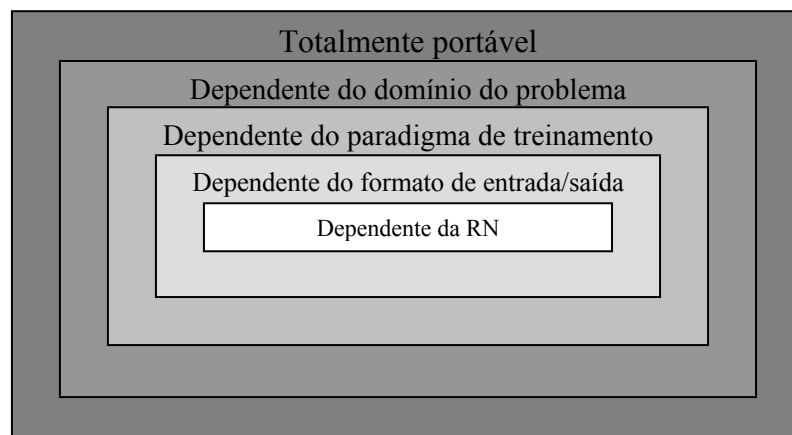 Totalmente portável
Dependente do domínio do problema
Dependente do paradigma de treinamento
Dependente do formato de entrada/saída
Dependente da RN